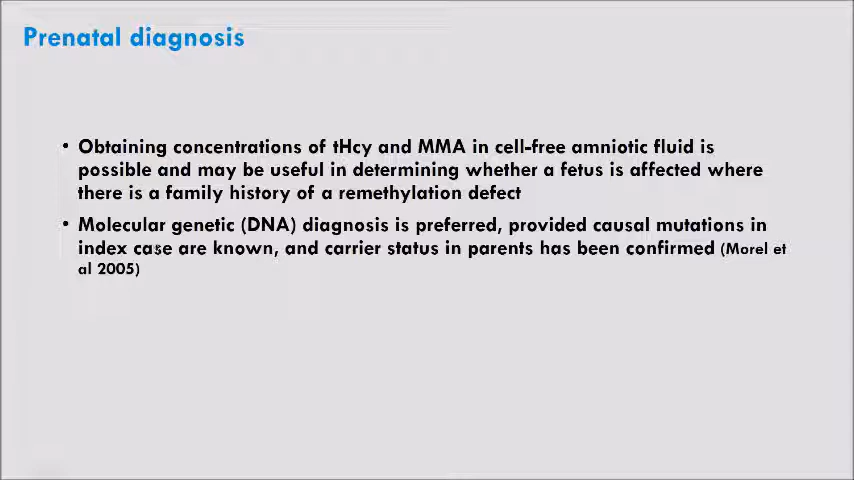 Prenatal diagnosis
• Obtaining concentrations of tHcy and MMA in cell-free amniotic fluid is
possible and may be useful in determining whether a fetus is affected where
there is a family history of a remethylation defect
• Molecular genetic (DNA) diagnosis is preferred, provided causal mutations in
index case are known, and carrier status in parents has been confirmed (Morel et
al 2005)